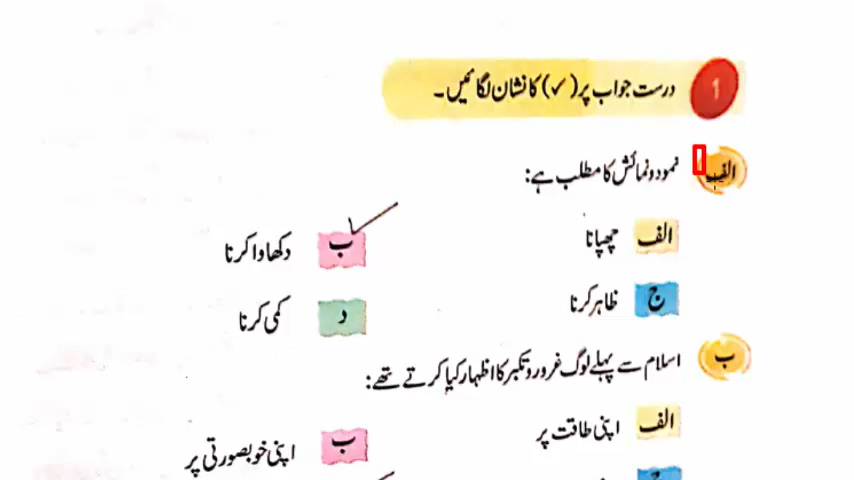 1 درست جواب پر (✓) کا نشان لگائیں۔
الف نمود و نمائش کا مطلب ہے:
الف چھپانا ب دکھاوا کرنا
ج ظاہر کرنا د کمی کرنا
ب اسلام سے پہلے لوگ غرور و تکبر کا اظہار کیا کرتے تھے:
الف اپنی طاقت پر ب اپنی خوبصورتی پر